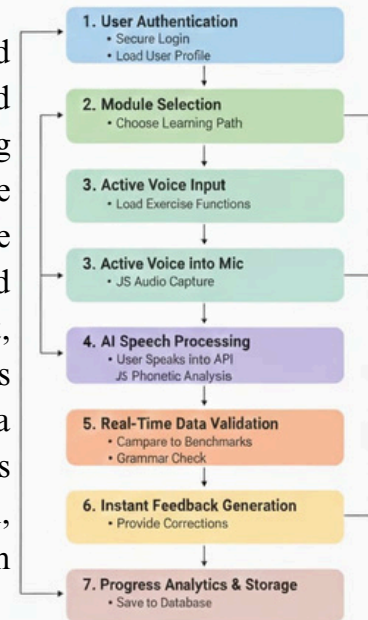 1. User Authentication
• Secure Login
• Load User Profile
2. Module Selection
• Choose Learning Path
3. Active Voice Input
• Load Exercise Functions
3. Active Voice into Mic
• JS Audio Capture
4. AI Speech Processing
• User Speaks into API
JS Phonetic Analysis
5. Real-Time Data Validation
• Campare to Benchmarks
• Grammar Check
6. Instant Feedback Generation
• Provide Corrections
7. Progress Analytics & Storage
• Save to Database